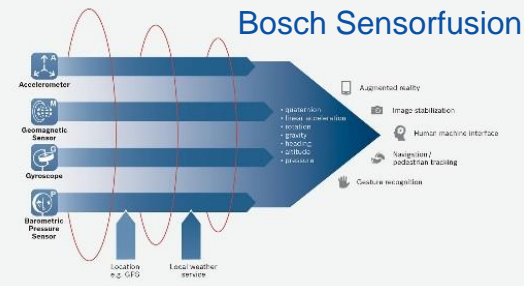 Bosch Sensorfusion
A
Accelerometer
M
Geomagnetic
Sensor
G
Gyroscope
P
Barometric
Pressure
Sensor
• quaternion
• linear acceleration
• rotation
• gravity
• heading
• altitude
• pressure
Augmented reality
Image stabilization
Human machine interface
Navigation /
pedestrian tracking
Gesture recognition
Location
e.g. GPS
Local weather
service